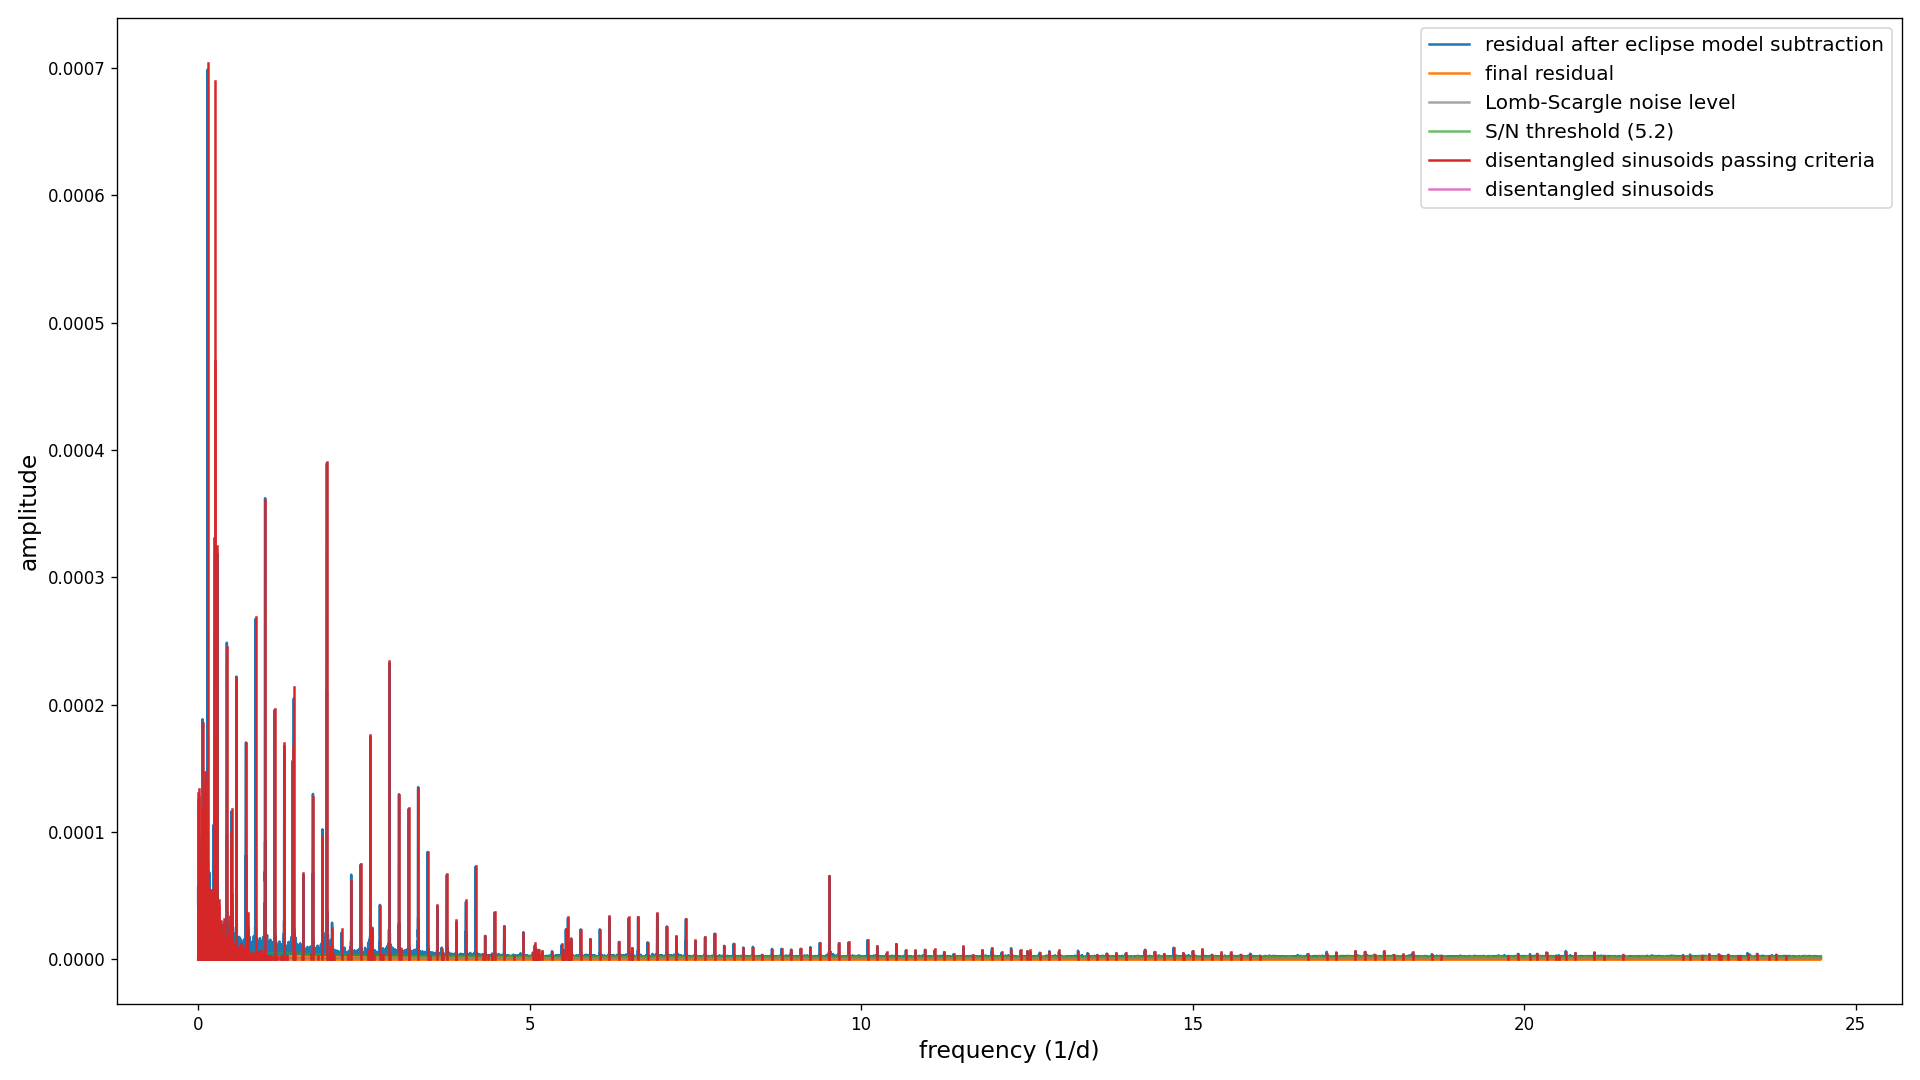 residual after eclipse model subtraction
final residual
Lomb-Scargle noise level
S/N threshold (5.2)
disentangled sinusoids passing criteria
disentangled sinusoids
amplitude
0.0007
0.0006
0.0005
0.0004
0.0003
0.0002
0.0001
0.0000
0 5 10 15 20 25
frequency (1/d)